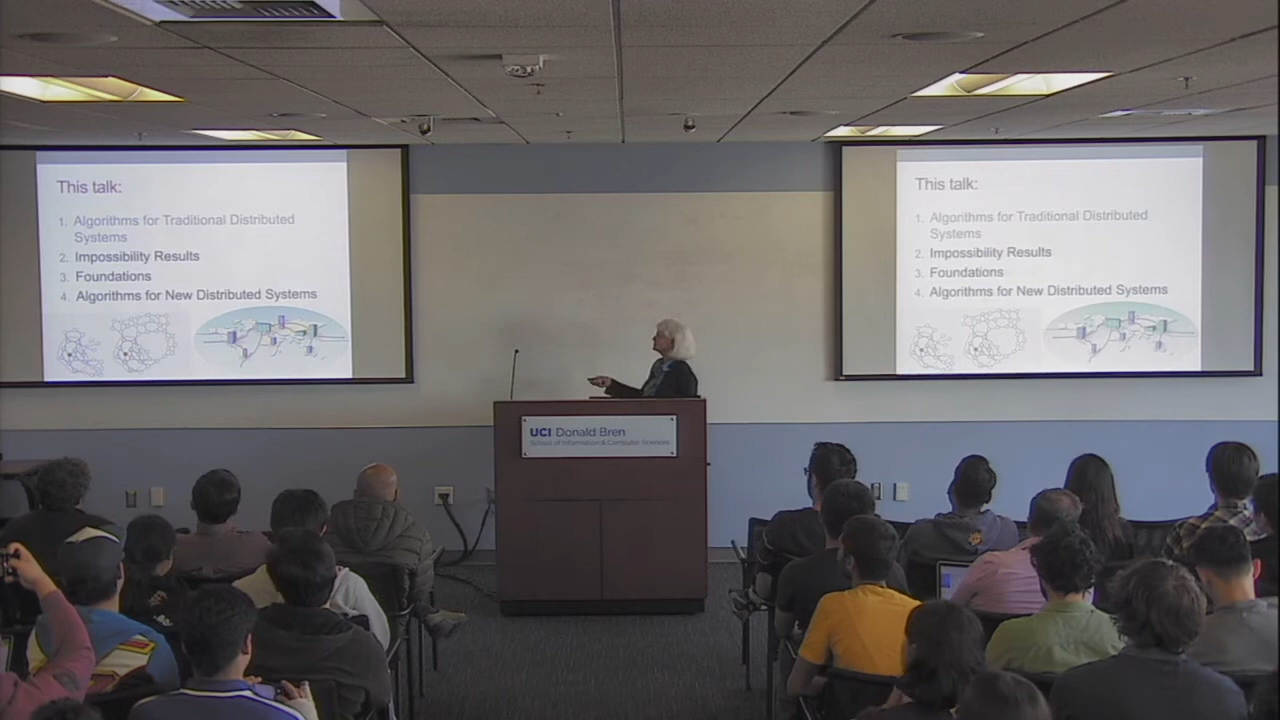 This talk:
1. Algorithms for Traditional Distributed
Systems
2. Impossibility Results
3. Foundations
4. Algorithms for New Distributed Systems
This talk:
1. Algorithms for Traditional Distributed
Systems
2. Impossibility Results
3. Foundations
4. Algorithms for New Distributed Systems
UCI Donald Bren
School of Information & Computer Sciences